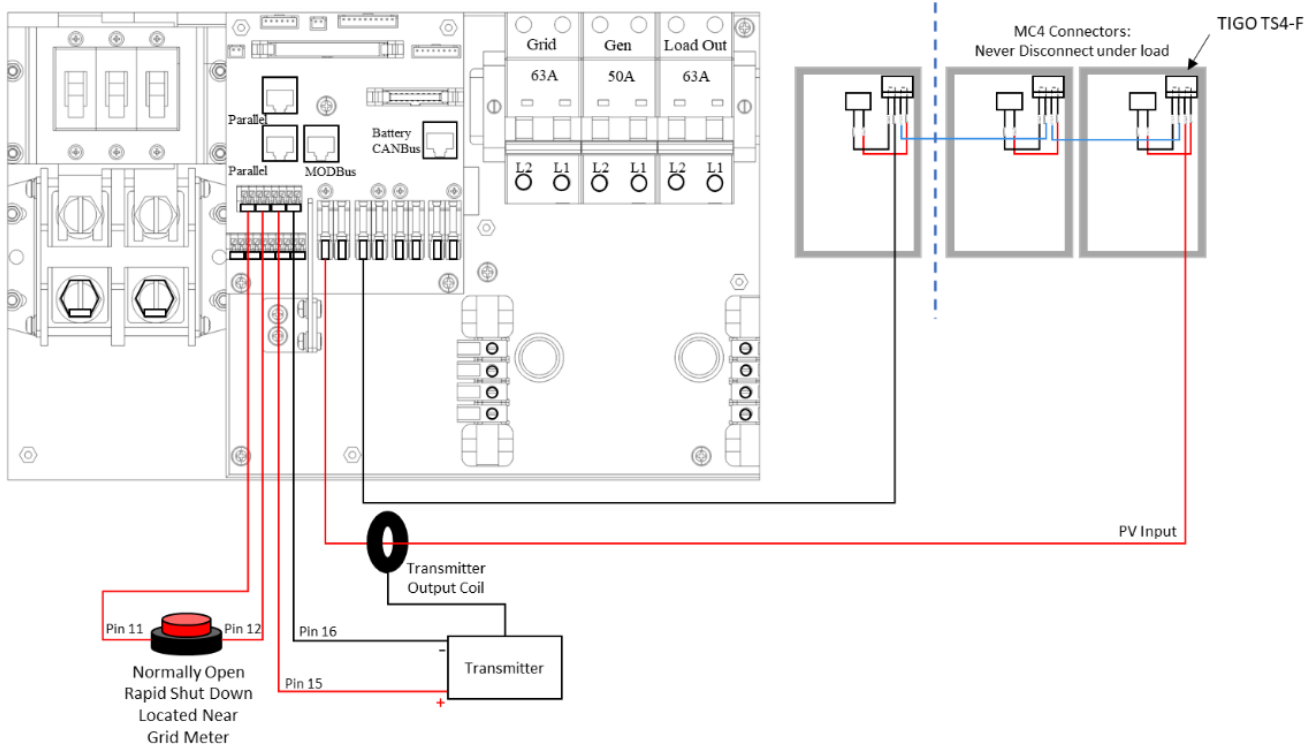 TIGO TS4-F
MC4 Connectors:
Never Disconnect under load
Grid
Gen
Load Out
63A
50A
63A
Parallel
Battery
CANBus
Parallel
MODBus
L2
L1
L2
L1
L2
L1
PV Input
Transmitter
Output Coil
Pin 11
Pin 12
Pin 16
-
Transmitter
Normally Open
Rapid Shut Down
Located Near
Grid Meter
Pin 15
+